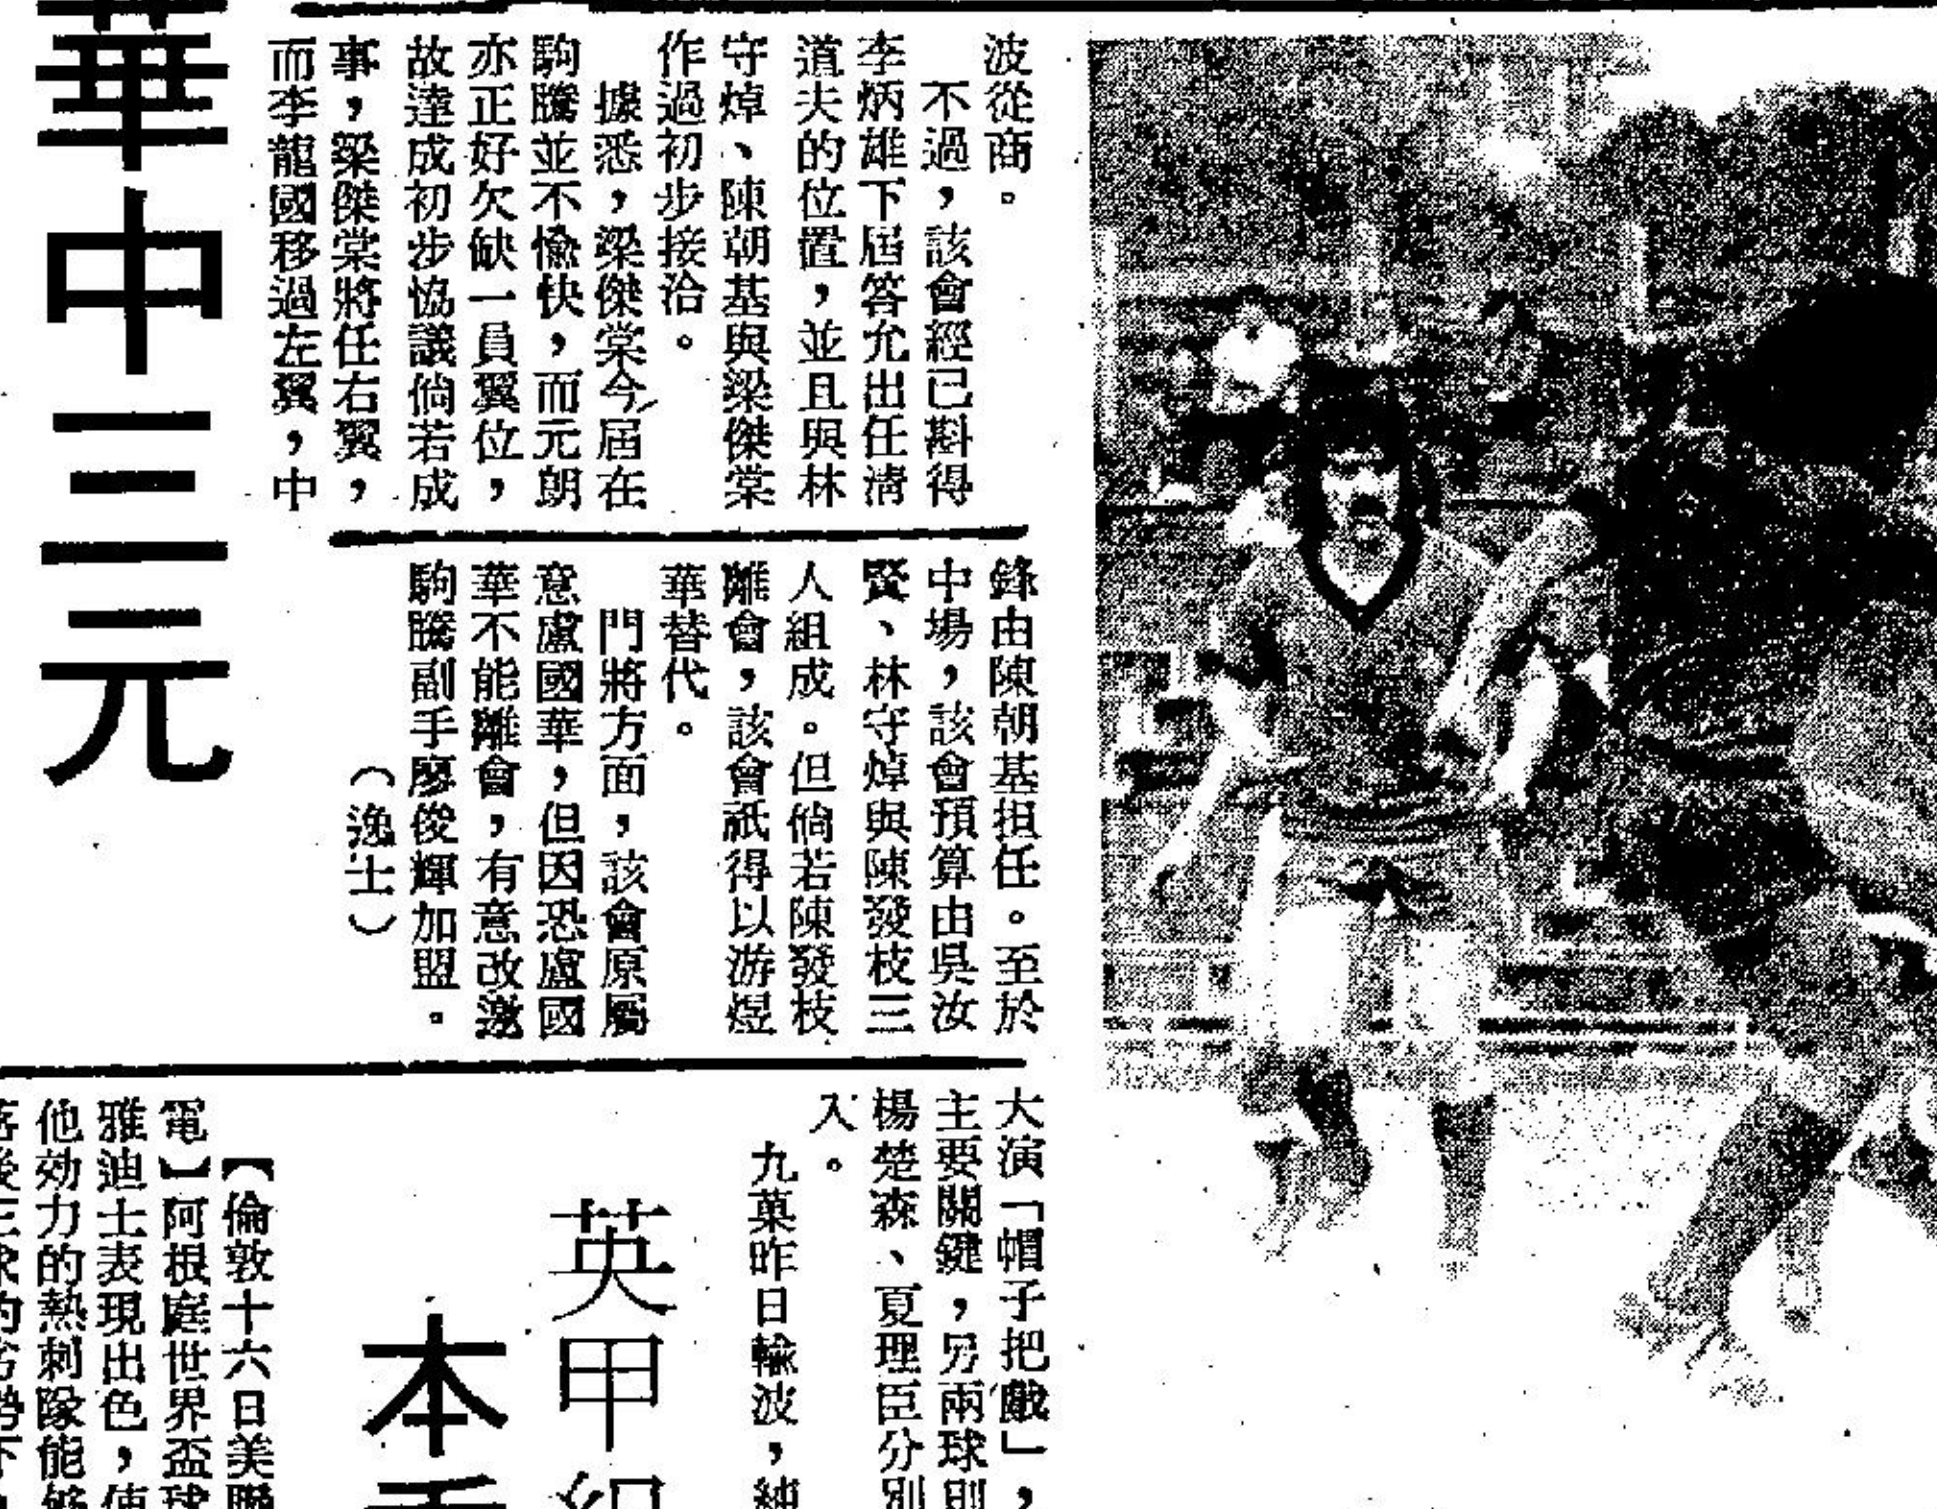 波從商。
不過，該會經已斟得
李炳雄下屆答允出任清
道夫的位置，並且與林
守焯、陳朝基與梁傑棠
作過初步接洽。
據悉，梁傑棠今屆在
駒騰並不愉快，而元朗
亦正好欠缺一員翼位，
故達成初步協議倘若成
事，梁傑棠將任右翼，
而李龍國移過左翼，中
鋒由陳朝基担任。至於
中場，該會預算由吳汝
賢、林守焯與陳發枝三
人組成。但倘若陳發枝
離會，該會祇得以游煜
華替代。
門將方面，該會原屬
意盧國華，但因恐盧國
華不能離會，有意改邀
駒騰副手廖俊輝加盟。
（逸士）
華中三元
大演「帽子把戲」，
主要關鍵，另兩球則
楊楚森、夏理臣分別
入。
九菓昨日輸波，純
英甲組
本
【倫敦十六日美聯
電】阿根庭世界盃球
雅迪士表現出色，使
他効力的熱刺隊能够
落後三球的劣勢下